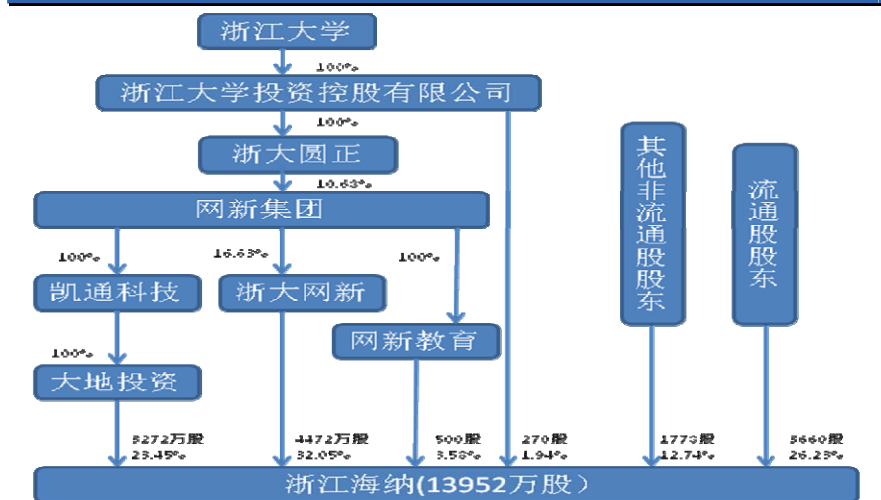 浙江大学
100%
浙江大学投资控股有限公司
100%
浙大圆正
10.63%
网新集团
100%
16.63%
100%
凯通科技
浙大网新
网新教育
100%
大地投资
其他非流通股股东
流通股股东
3272万股
23.45%
4472万股
32.05%
500股
3.58%
270股
1.94%
1778股
12.74%
3660股
26.23%
浙江海纳(13952万股）